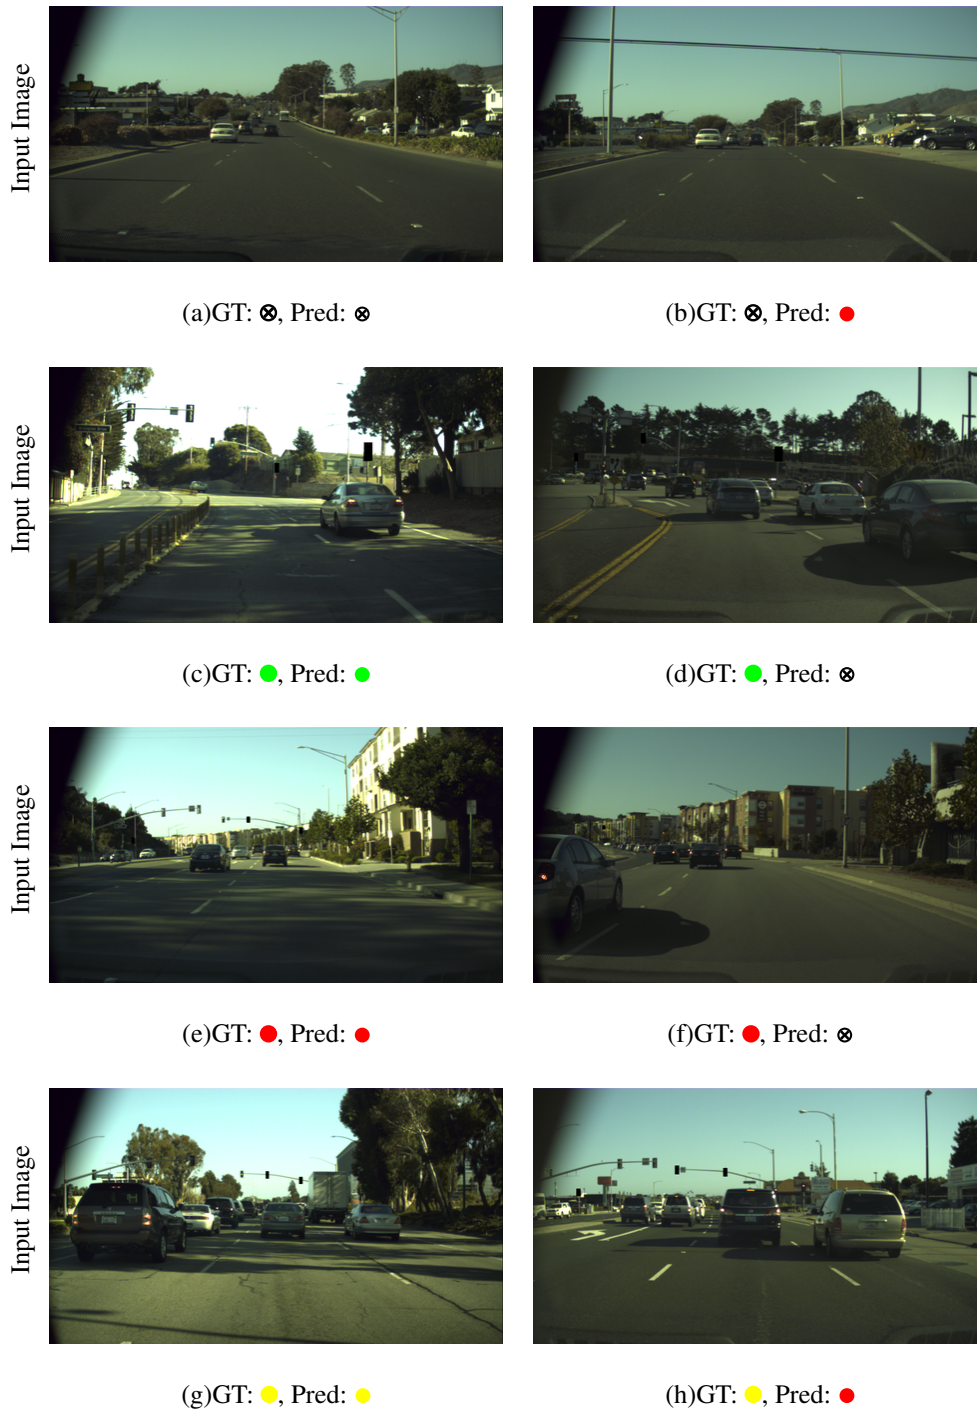 Input Image
(a)GT: ⊗, Pred: ⊗
(b)GT: ⊗, Pred: ●
Input Image
(c)GT: ●, Pred: ●
(d)GT: ●, Pred: ⊗
Input Image
(e)GT: ●, Pred: ●
(f)GT: ●, Pred: ⊗
Input Image
(g)GT: ●, Pred: ●
(h)GT: ●, Pred: ●